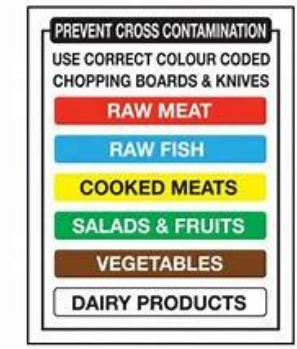 PREVENT CROSS CONTAMINATION
USE CORRECT COLOUR CODED
CHOPPING BOARDS & KNIVES
RAW MEAT
RAW FISH
COOKED MEATS
SALADS & FRUITS
VEGETABLES
DAIRY PRODUCTS